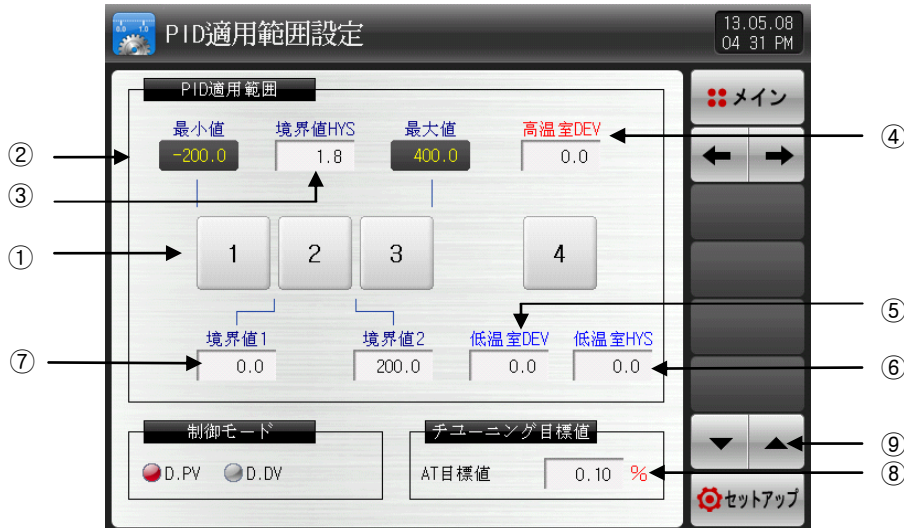 PID適用範囲設定
13.05.08
04 31 PM
PID適用範囲
最小値 境界値HYS 最大値 高温室DEV
-200.0 1.8 400.0 0.0
1 2 3 4
境界値1 境界値2 低温室DEV 低温室HYS
0.0 200.0 0.0 0.0
制御モード
D.PV D.DV
チユーニング目標値
AT目標値 0.10 %
メイン
セットアップ
②
③
①
⑦
④
⑤
⑥
⑨
⑧